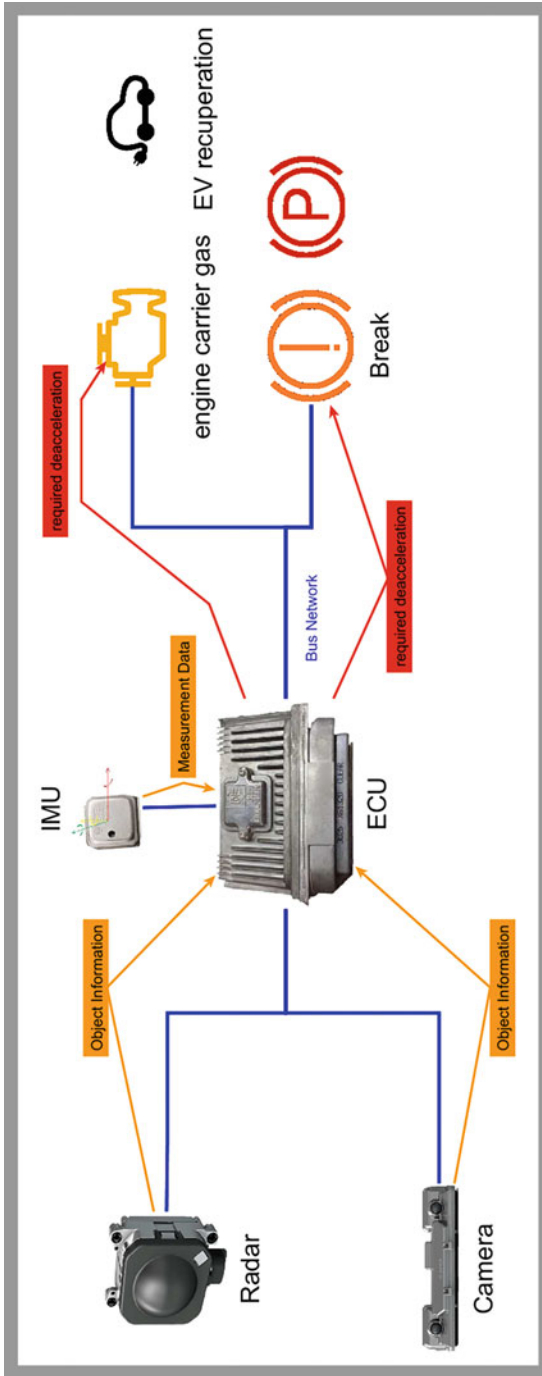 required deacceleration
engine carrier gas
EV recuperation
IMU
Measurement Data
Object Information
Radar
ECU
Bus Network
P
Break
required deacceleration
Object Information
Camera